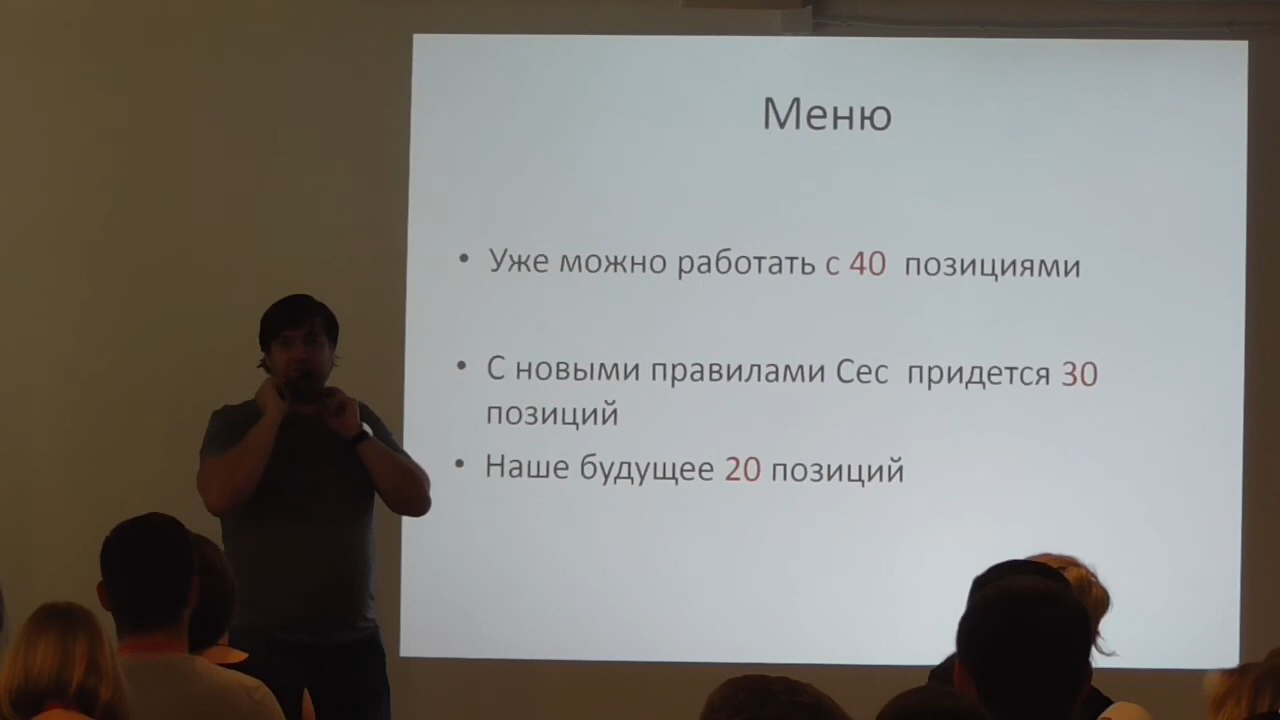 Меню
• Уже можно работать с 40 позициями
• С новыми правилами Сес придется 30
позиций
• Наше будущее 20 позиций